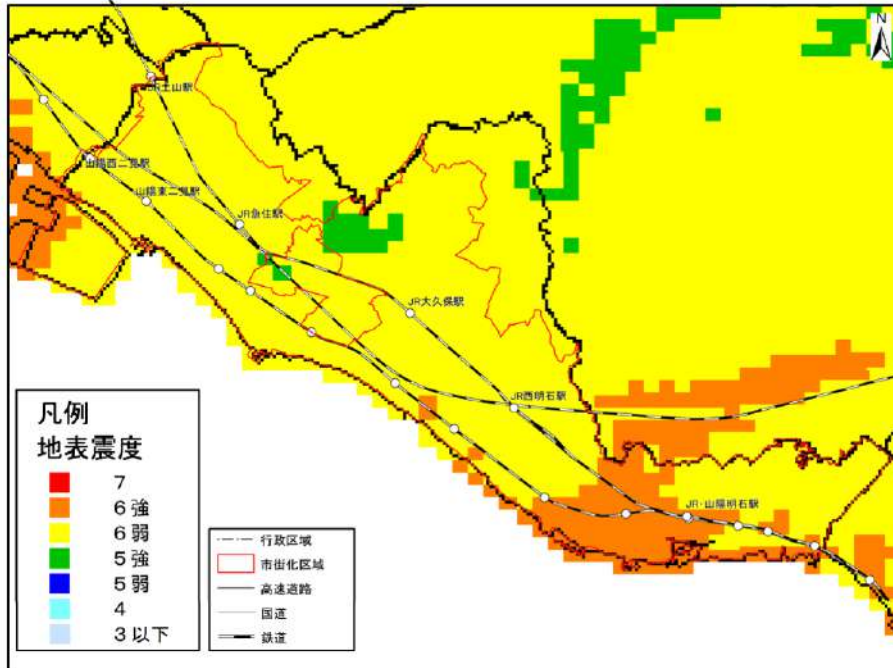 N
JR土山駅
山陽西二見駅
山陽東二見駅
JR魚住駅
JR大久保駅
JR西明石駅
JR・山陽明石駅
凡例
地表震度
7
6強
6弱
5強
5弱
4
3以下
行政区域
市街化区域
高速道路
国道
鉄道